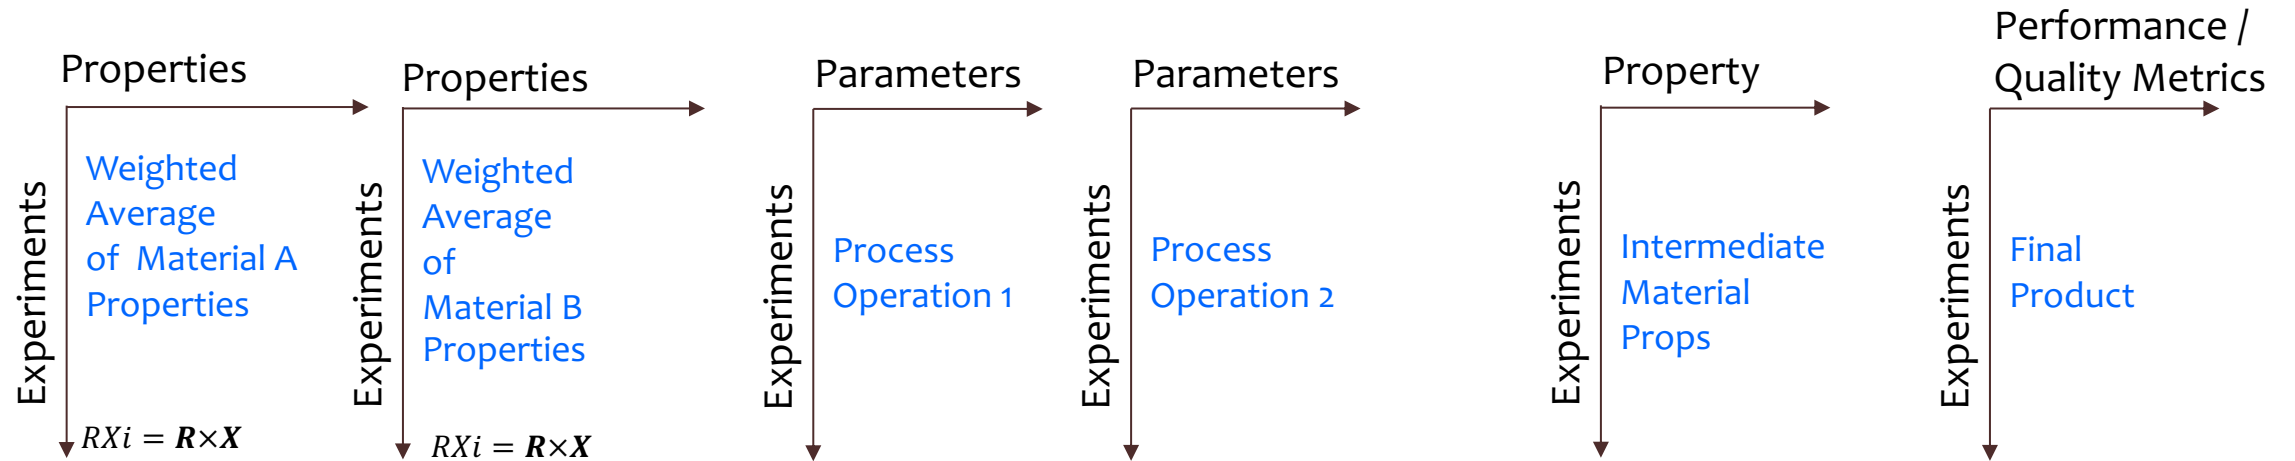 Properties
Experiments
Weighted
Average
of Material A
Properties
RXi = R×X
Properties
Experiments
Weighted
Average
of
Material B
Properties
RXi = R×X
Parameters
Experiments
Process
Operation 1
Parameters
Experiments
Process
Operation 2
Property
Experiments
Intermediate
Material
Props
Performance /
Quality Metrics
Experiments
Final
Product